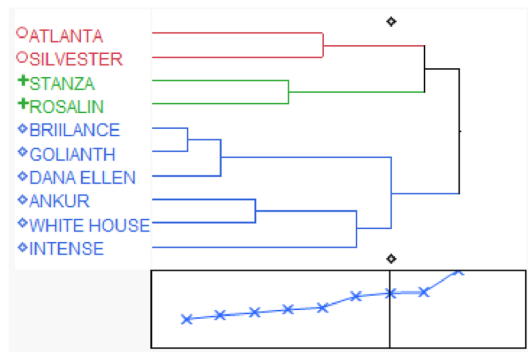 ATLANTA
SILVESTER
STANZA
ROSALIN
BRIILANCE
GOLIANTH
DANA ELLEN
ANKUR
WHITE HOUSE
INTENSE